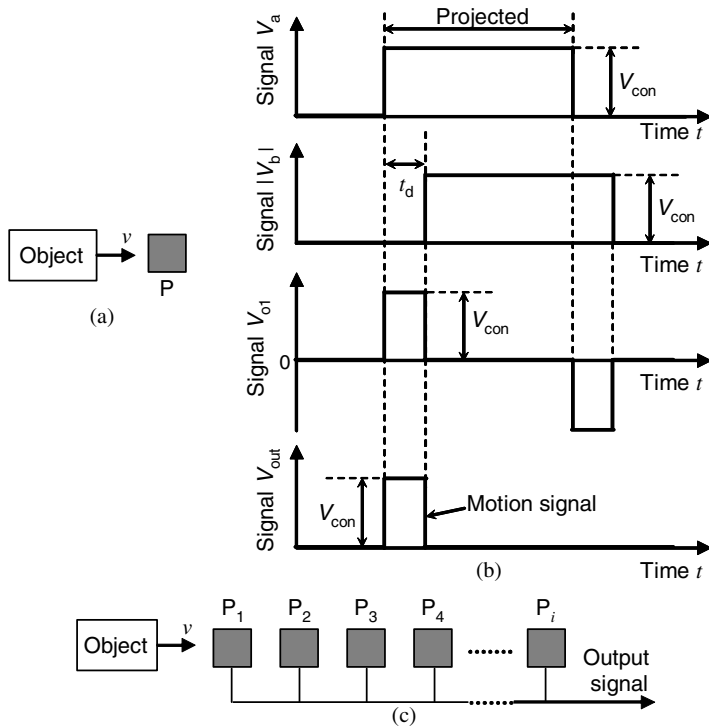 Projected
Signal Va
Vcon
Time t
Signal |Vb|
td
Vcon
Time t
Object
v
P
(a)
Signal Vo1
0
Vcon
Time t
Signal Vout
Vcon
Motion signal
Time t
(b)
Object
v
P1 P2 P3 P4 Pi
Output
signal
(c)